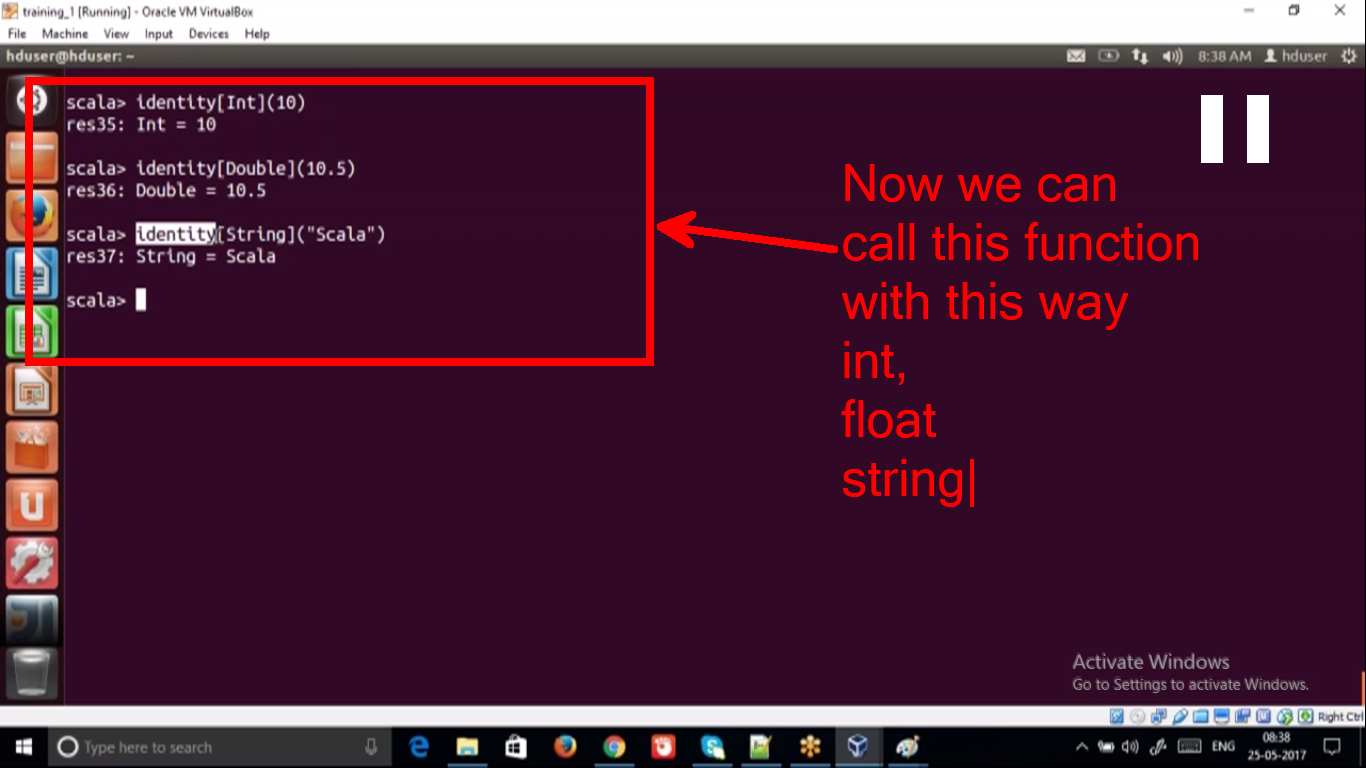 training_1 [Running] - Oracle VM VirtualBox
File Machine View Input Devices Help
hduser@hduser: ~
8:38 AM hduser
scala> identity[Int](10)
res35: Int = 10
scala> identity[Double](10.5)
res36: Double = 10.5
scala> identity[String]("Scala")
res37: String = Scala
scala>
Now we can
call this function
with this way
int,
float
string|
Activate Windows
Go to Settings to activate Windows.
Right Ctrl
Type here to search
ENG
08:38
25-05-2017